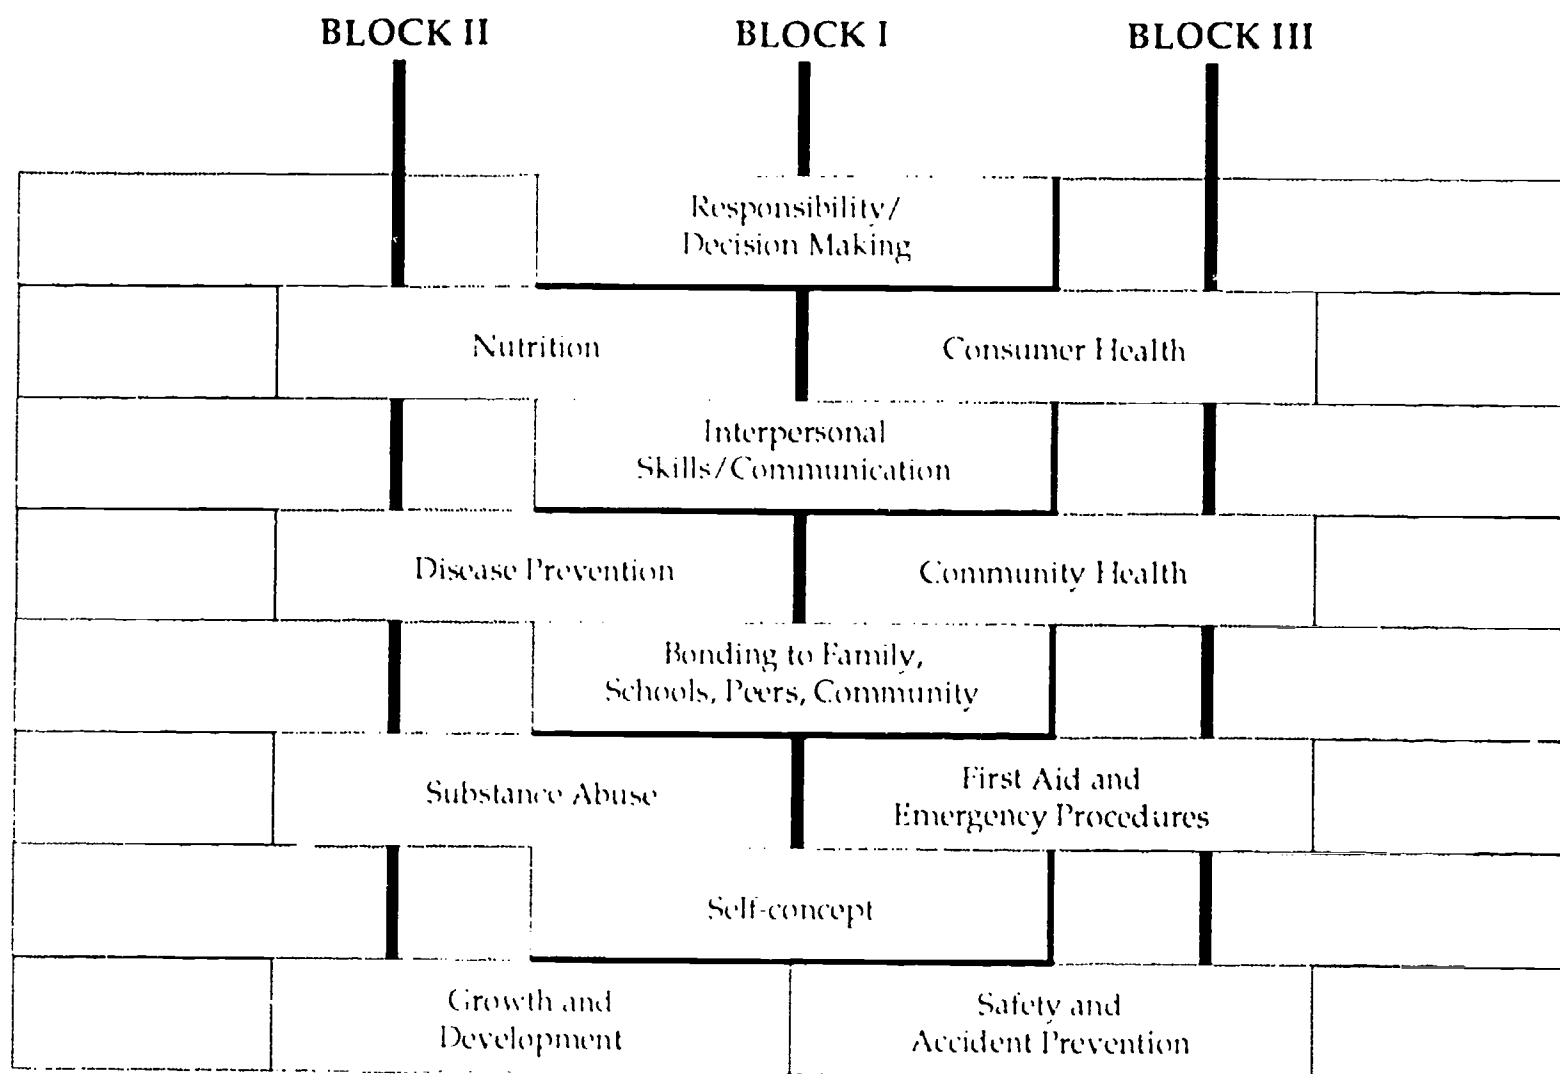 BLOCK II
BLOCK I
BLOCK III
Responsibility/
Decision Making
Nutrition
Consumer Health
Interpersonal
Skills/Communication
Disease Prevention
Community Health
Bonding to Family,
Schools, Peers, Community
Substance Abuse
First Aid and
Emergency Procedures
Self-concept
Growth and
Development
Safety and
Accident Prevention